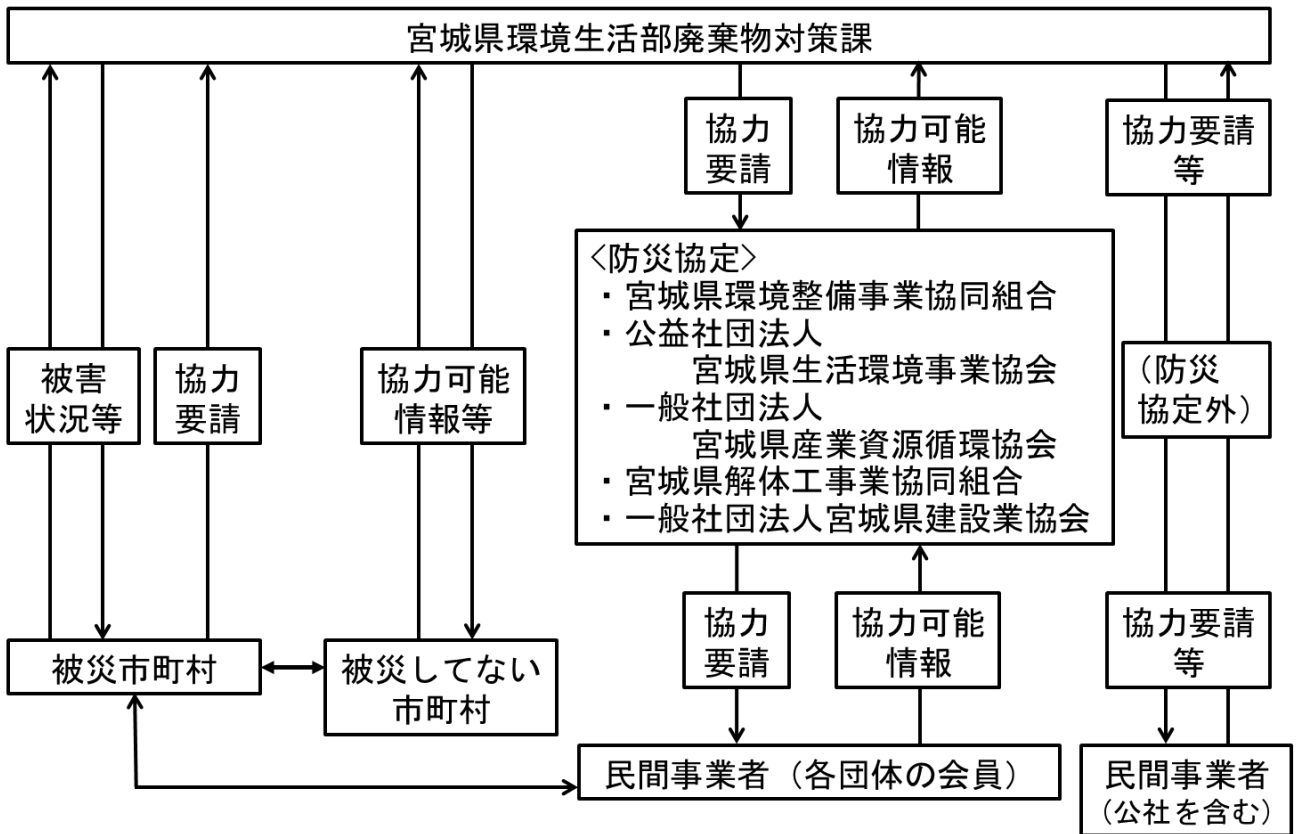 宮城県環境生活部廃棄物対策課
協力
要請
協力可能
情報
協力要請
等
<防災協定>
・宮城県環境整備事業協同組合
・公益社団法人
宮城県生活環境事業協会
・一般社団法人
宮城県産業資源循環協会
・宮城県解体工事業協同組合
・一般社団法人宮城県建設業協会
被害
状況等
協力
要請
協力可能
情報等
（防災
協定外）
協力
要請
協力可能
情報
協力要請
等
被災市町村
被災してない
市町村
民間事業者（各団体の会員）
民間事業者
（公社を含む）